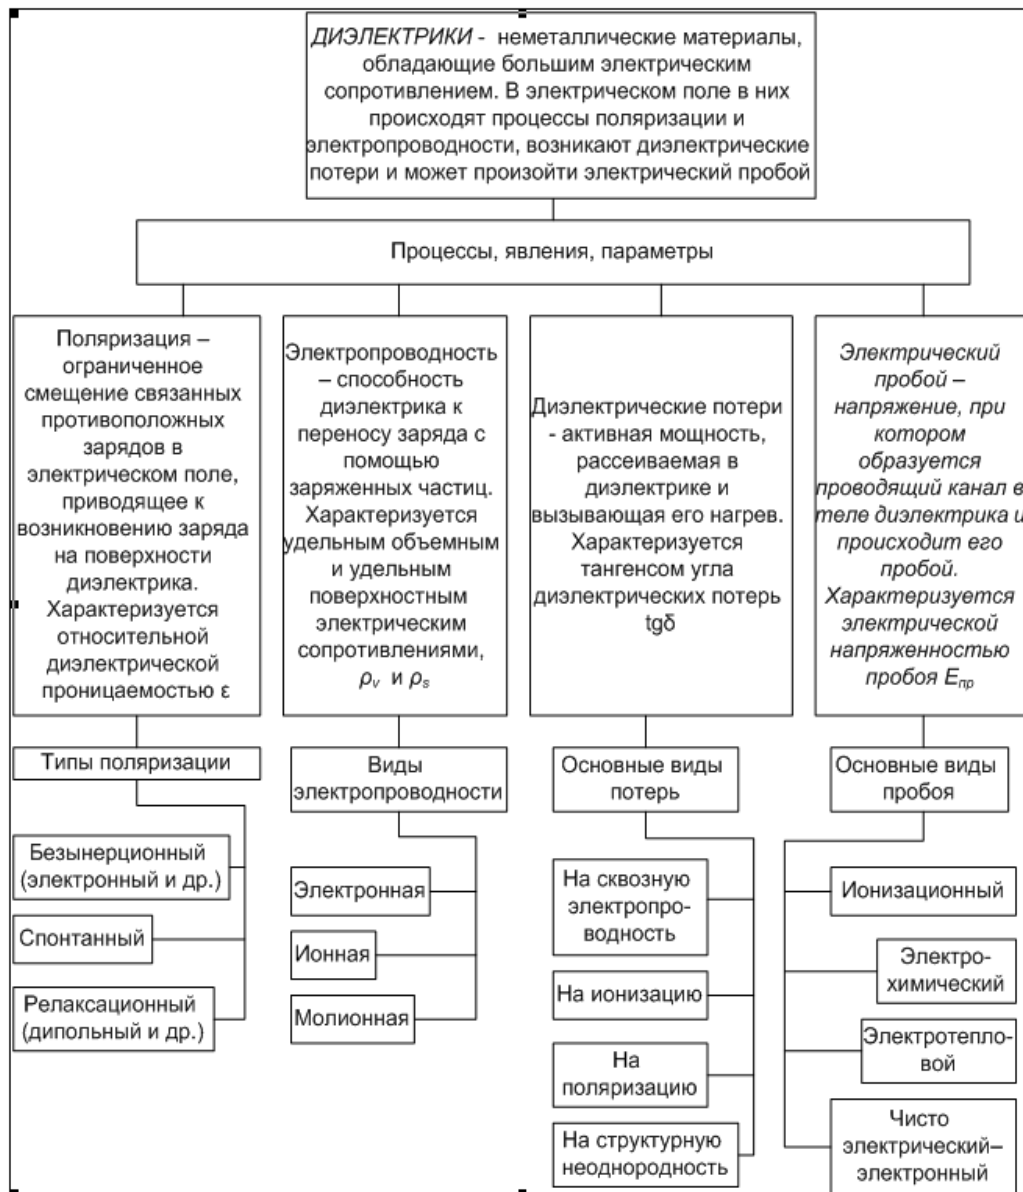 ДИЭЛЕКТРИКИ - неметаллические материалы,
обладающие большим электрическим
сопротивлением. В электрическом поле в них
происходят процессы поляризации и
электропроводности, возникают диэлектрические
потери и может произойти электрический пробой
Процессы, явления, параметры
Поляризация –
ограниченное
смещение связанных
противоположных
зарядов в
электрическом поле,
приводящее к
возникновению заряда
на поверхности
диэлектрика.
Характеризуется
относительной
диэлектрической
проницаемостью ε
Электропроводность
– способность
диэлектрика к
переносу заряда с
помощью
заряженных частиц.
Характеризуется
удельным объемным
и удельным
поверхностным
электрическим
сопротивлениями,
ρv и ρs
Диэлектрические потери
- активная мощность,
рассеиваемая в
диэлектрике и
вызывающая его нагрев.
Характеризуется
тангенсом угла
диэлектрических потерь
tgδ
Электрический
пробой –
напряжение, при
котором
образуется
проводящий канал в
теле диэлектрика и
происходит его
пробой.
Характеризуется
электрической
напряженностью
пробоя Eпр
Типы поляризации
Безынерционный
(электронный и др.)
Спонтанный
Релаксационный
(дипольный и др.)
Виды
электропроводности
Электронная
Ионная
Молионная
Основные виды
потерь
На сквозную
электропро-
водность
На ионизацию
На
поляризацию
На структурную
неоднородность
Основные виды
пробоя
Ионизационный
Электро-
химический
Электротепло-
вой
Чисто
электрический–
электронный